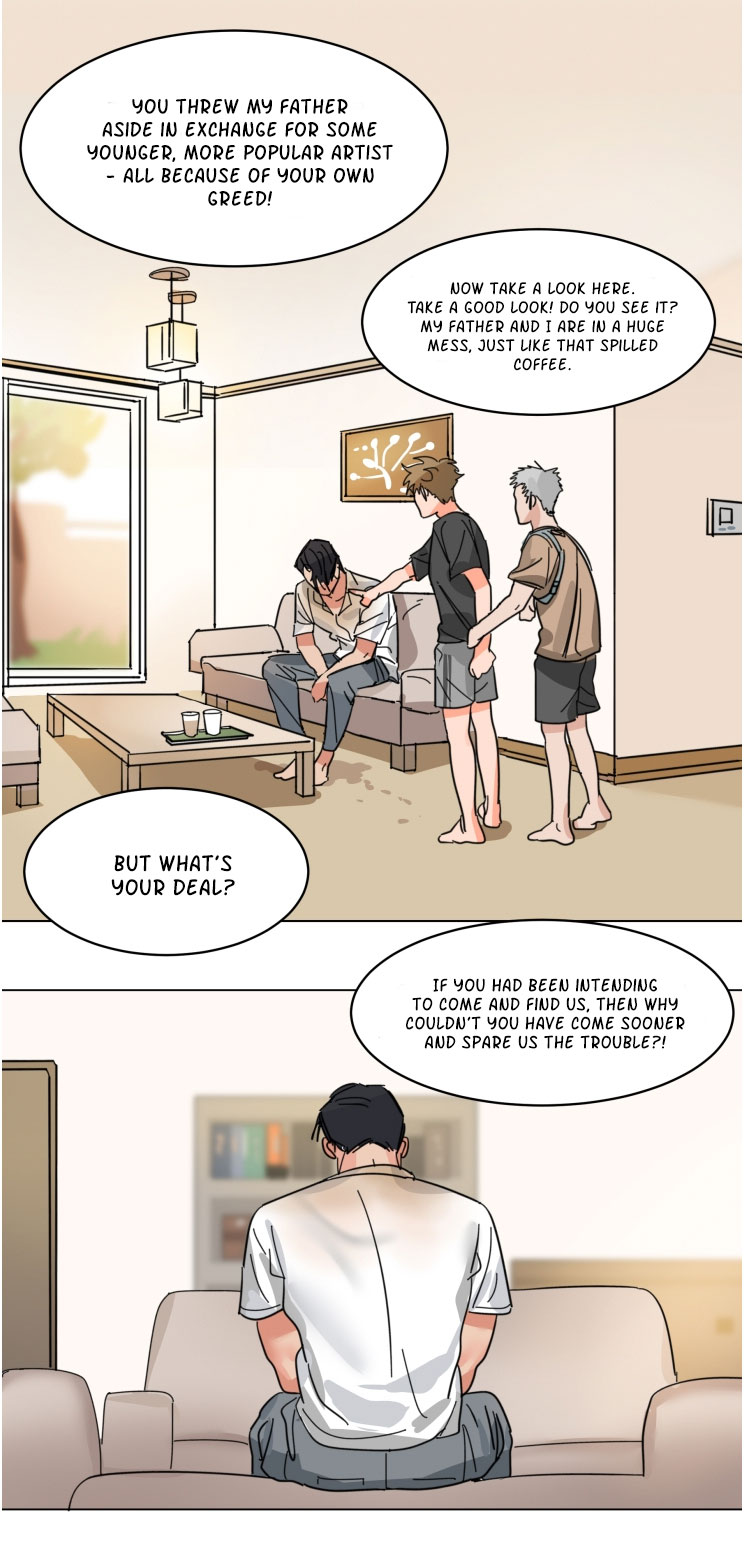 YOU THREW MY FATHER
ASIDE IN EXCHANGE FOR SOME
YOUNGER, MORE POPULAR ARTIST
- ALL BECAUSE OF YOUR OWN
GREED!
NOW TAKE A LOOK HERE.
TAKE A GOOD LOOK! DO YOU SEE IT?
MY FATHER AND I ARE IN A HUGE
MESS, JUST LIKE THAT SPILLED
COFFEE.
BUT WHAT'S
YOUR DEAL?
IF YOU HAD BEEN INTENDING
TO COME AND FIND US, THEN WHY
COULDN'T YOU HAVE COME SOONER
AND SPARE US THE TROUBLE?!